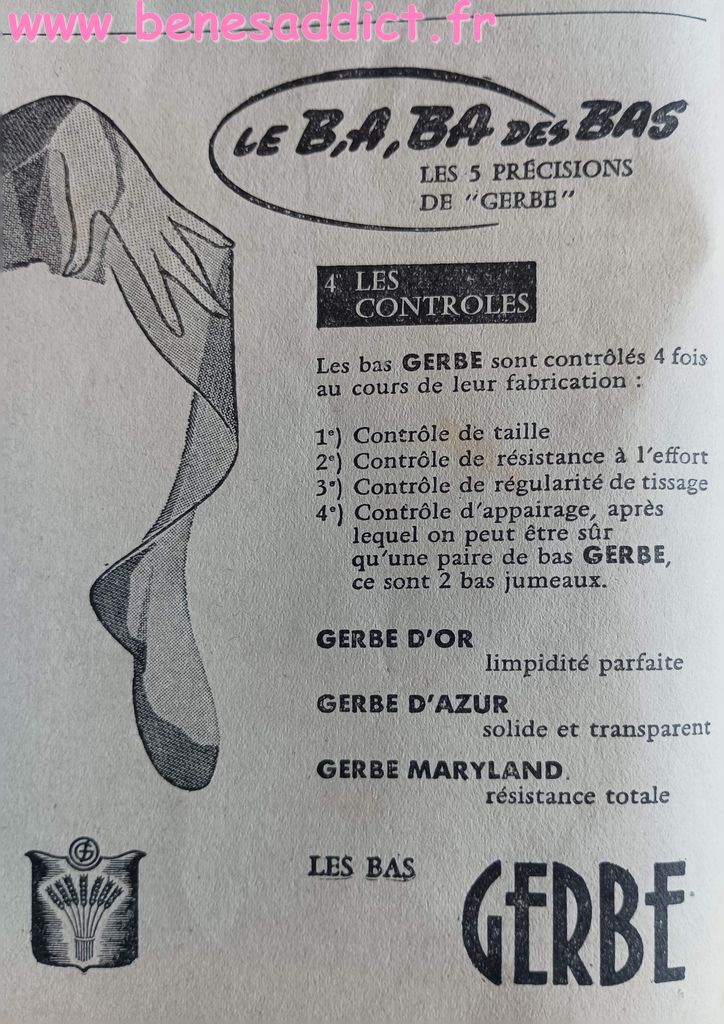 www.benesaddict.fr
LE B,A, BA DES BAS
LES 5 PRÉCISIONS
DE "GERBE"
4° LES
CONTROLES
Les bas GERBE sont contrôlés 4 fois
au cours de leur fabrication :
1°) Contrôle de taille
2°) Contrôle de résistance à l'effort
3°) Contrôle de régularité de tissage
4°) Contrôle d'appairage, après
lequel on peut être sûr
qu'une paire de bas GERBE,
ce sont 2 bas jumeaux.
GERBE D'OR
limpidité parfaite
GERBE D'AZUR
solide et transparent
GERBE MARYLAND.
résistance totale
LES BAS
GERBE